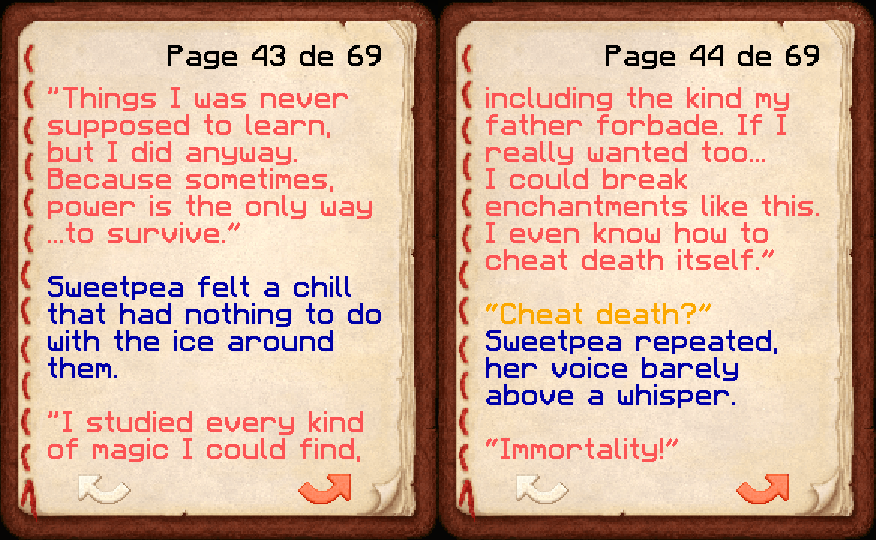 Page 43 de 69
"Things I was never
supposed to learn,
but I did anyway.
Because sometimes,
power is the only way
...to survive."
Sweetpea felt a chill
that had nothing to do
with the ice around
them.
"I studied every kind
of magic I could find,
Page 44 de 69
including the kind my
father forbade. If I
really wanted too...
I could break
enchantments like this.
I even know how to
cheat death itself."
"Cheat death?"
Sweetpea repeated,
her voice barely
above a whisper.
"Immortality!"